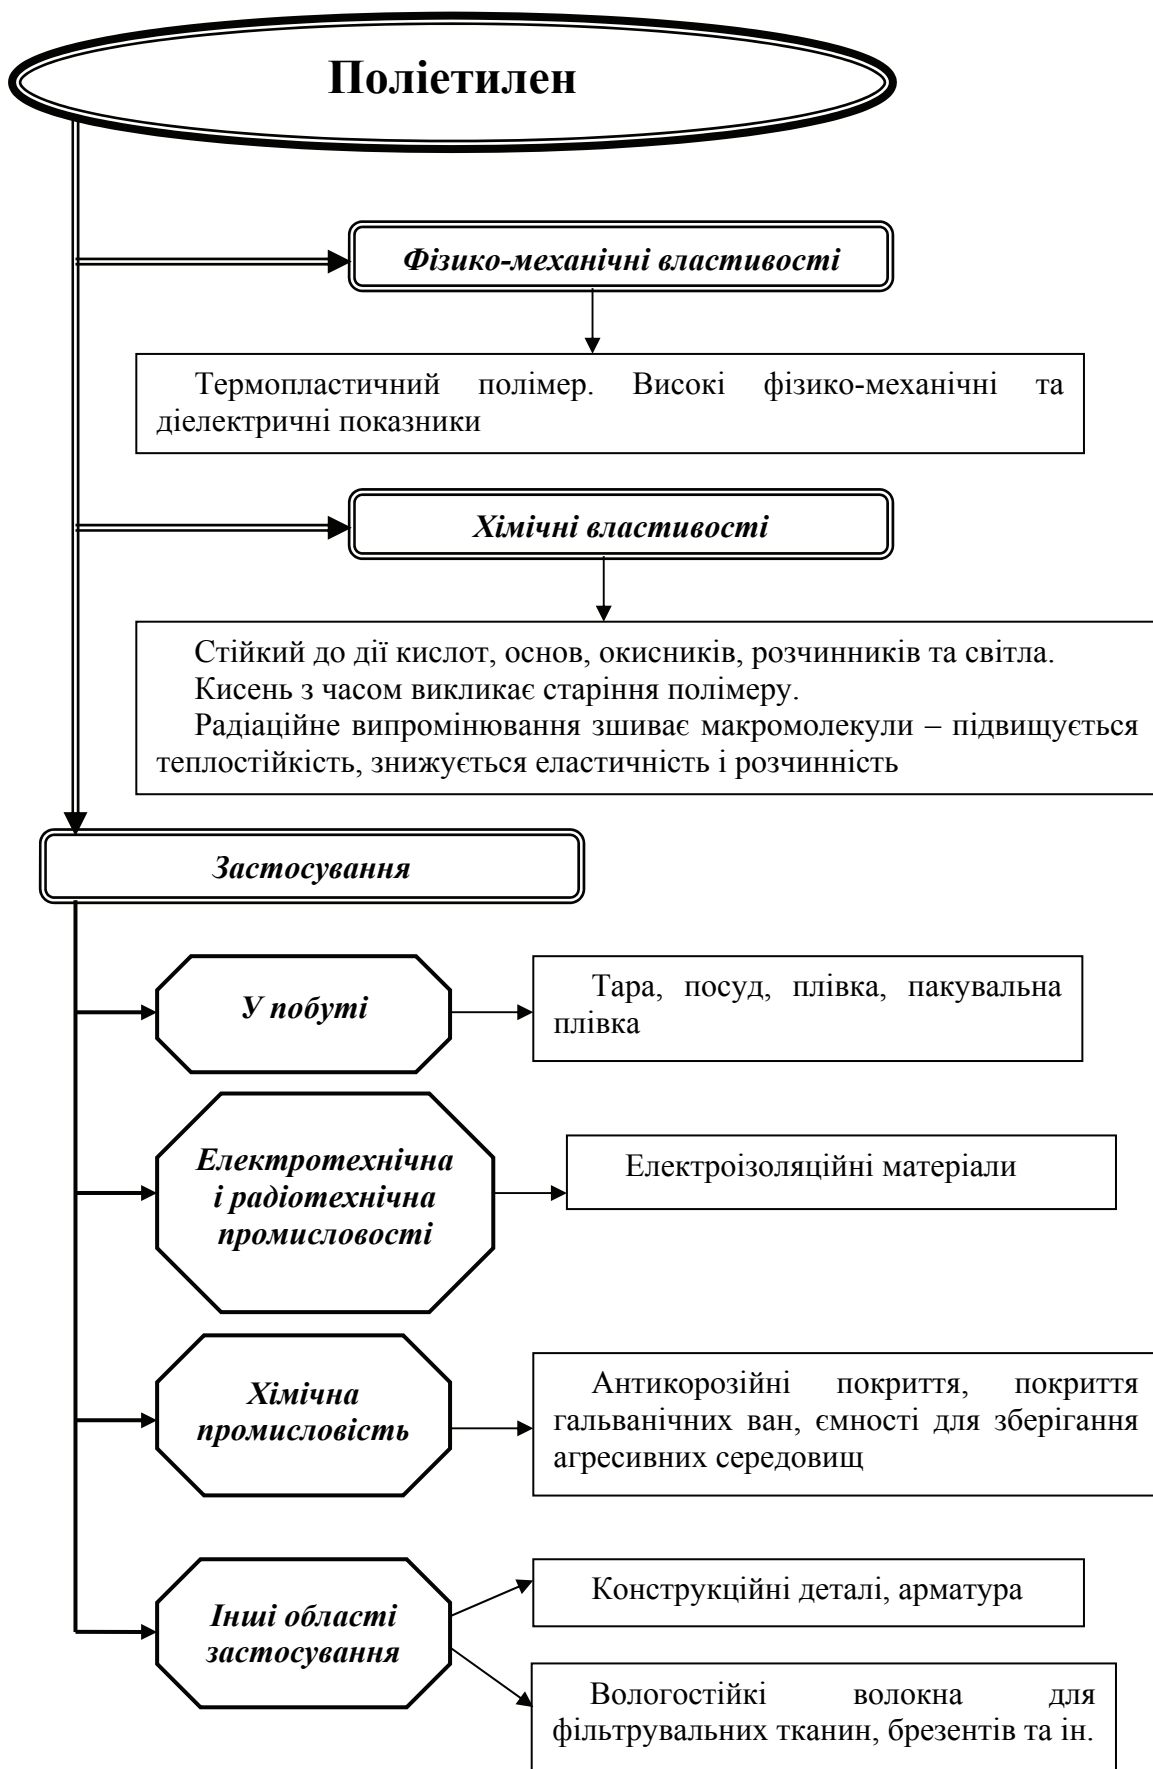 Поліетилен
Фізико-механічні властивості
Термопластичний полімер. Високі фізико-механічні та
діелектричні показники
Хімічні властивості
Стійкий до дії кислот, основ, окисників, розчинників та світла.
Кисень з часом викликає старіння полімеру.
Радіаційне випромінювання зшиває макромолекули – підвищується
теплостійкість, знижується еластичність і розчинність
Застосування
У побуті
Тара, посуд, плівка, пакувальна
плівка
Електротехнічна
і радіотехнічна
промисловості
Електроізоляційні матеріали
Хімічна
промисловість
Антикорозійні покриття, покриття
гальванічних ван, ємності для зберігання
агресивних середовищ
Інші області
застосування
Конструкційні деталі, арматура
Вологостійкі волокна для
фільтрувальних тканин, брезентів та ін.